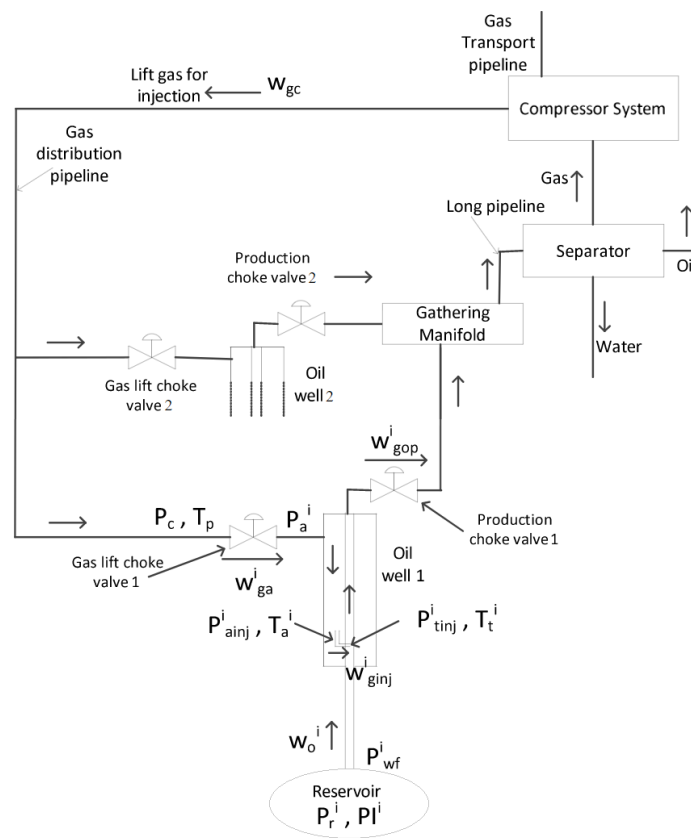 Gas
Transport
pipeline
Lift gas for
injection
w_gc
Compressor System
Gas
distribution
pipeline
Gas
Long pipeline
Separator
Oil
Production
choke valve 2
Gathering
Manifold
Water
Gas lift choke
valve 2
Oil
well 2
w^i_gop
P_c , T_p
P_a^i
Production
choke valve 1
Gas lift choke
valve 1
w^i_ga
Oil
well 1
P^i_ainj , T_a^i
P^i_tinj , T_t^i
w^i_ginj
w_o^i
P^i_wf
Reservoir
P_r^i , PI^i